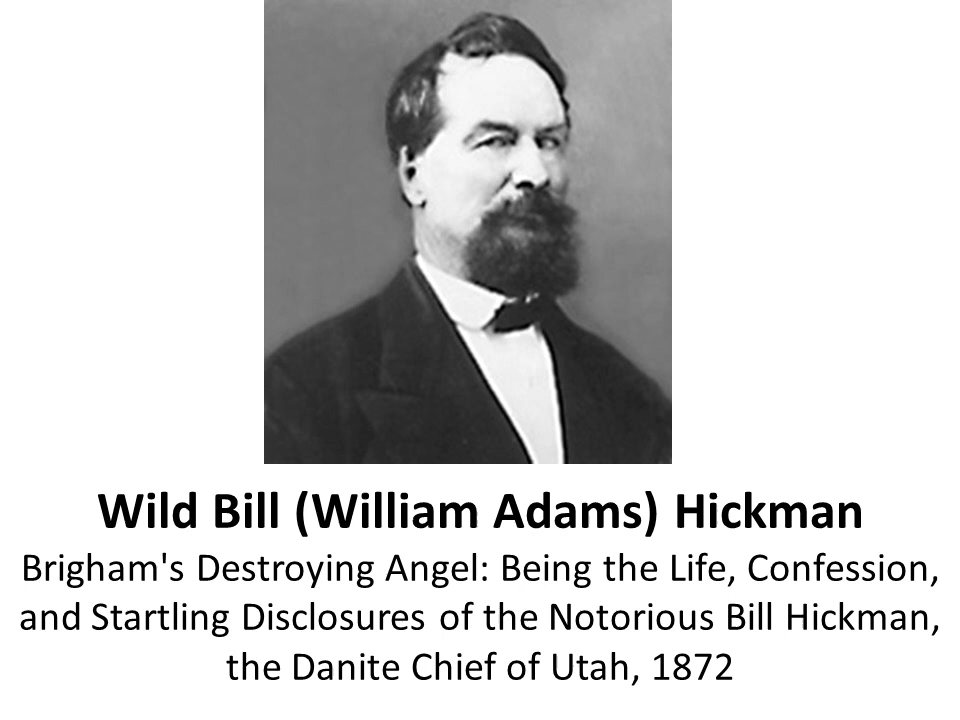 Wild Bill (William Adams) Hickman
Brigham's Destroying Angel: Being the Life, Confession,
and Startling Disclosures of the Notorious Bill Hickman,
the Danite Chief of Utah, 1872